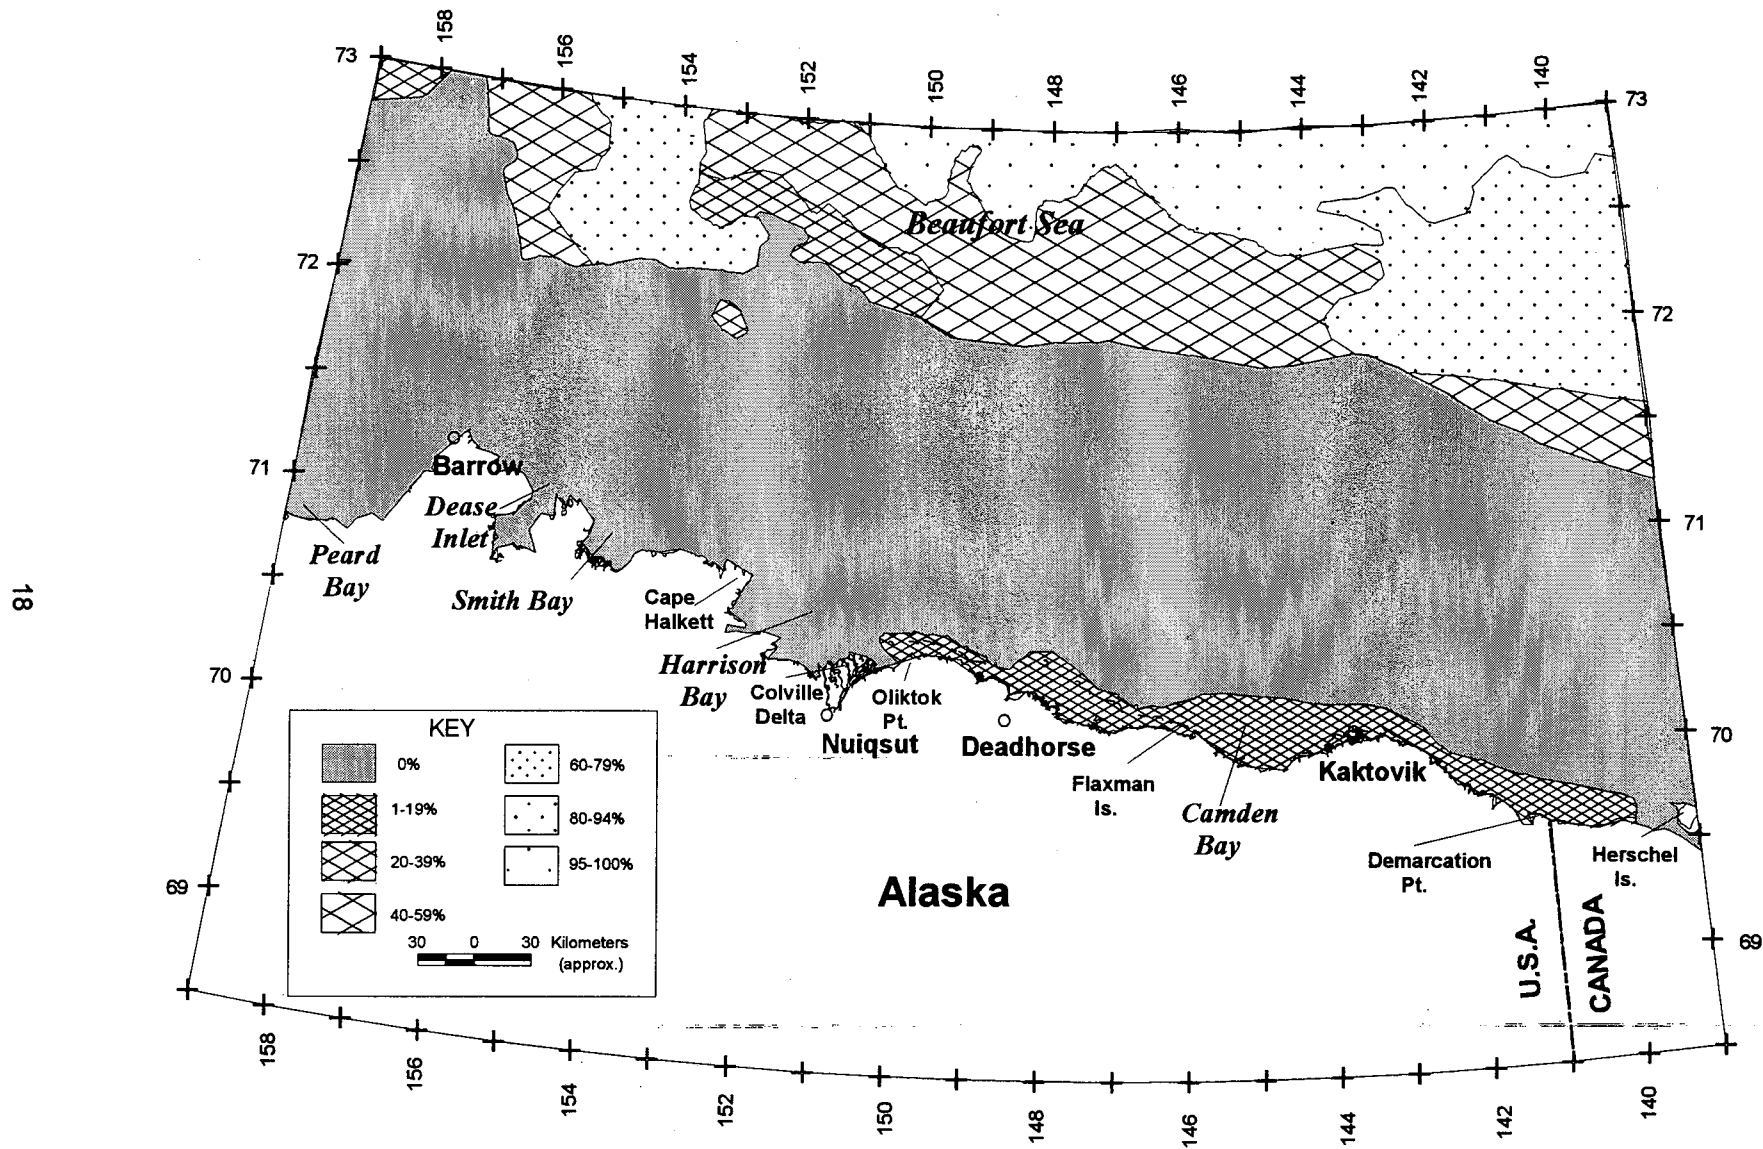 158
156
154
152
150
148
146
144
142
140
73
73
Beaufort Sea
72
72
71
Barrow
Dease
Inlet
71
Peard
Bay
Smith Bay
Cape
Halkett
18
Harrison
Bay
70
Colville
Delta
Oliktok
Pt.
Nuiqsut
Deadhorse
Flaxman
Is.
Kaktovik
Camden
Bay
70
Demarcation
Pt.
Herschel
Is.
KEY
0%
1-19%
20-39%
40-59%
60-79%
80-94%
95-100%
30 0 30 Kilometers
(approx.)
69
Alaska
U.S.A.
CANADA
69
158
156
154
152
150
148
146
144
142
140